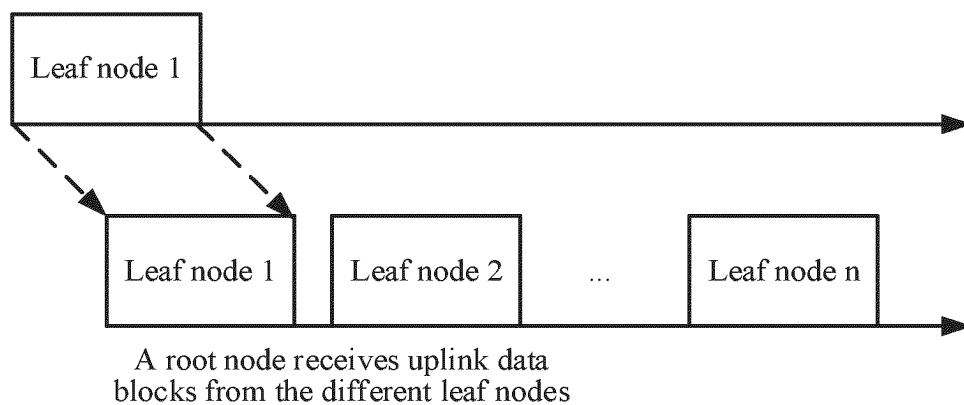 Leaf node 1
Leaf node 1
Leaf node 2
...
Leaf node n
A root node receives uplink data
blocks from the different leaf nodes